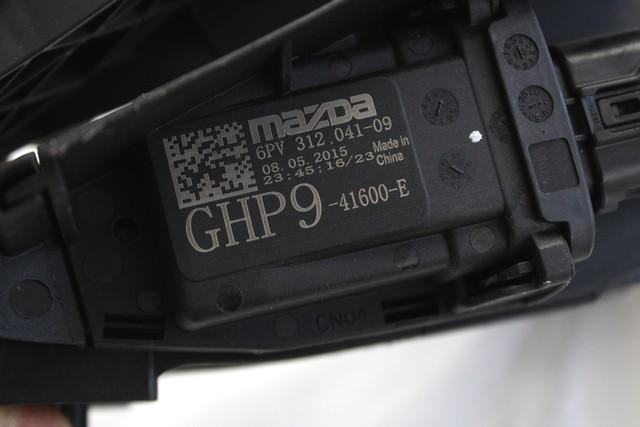 mazda
6PV 312.041-09
08.05.2015
23:45:16/23
Made in
China
GHP9-41600-E
CN04